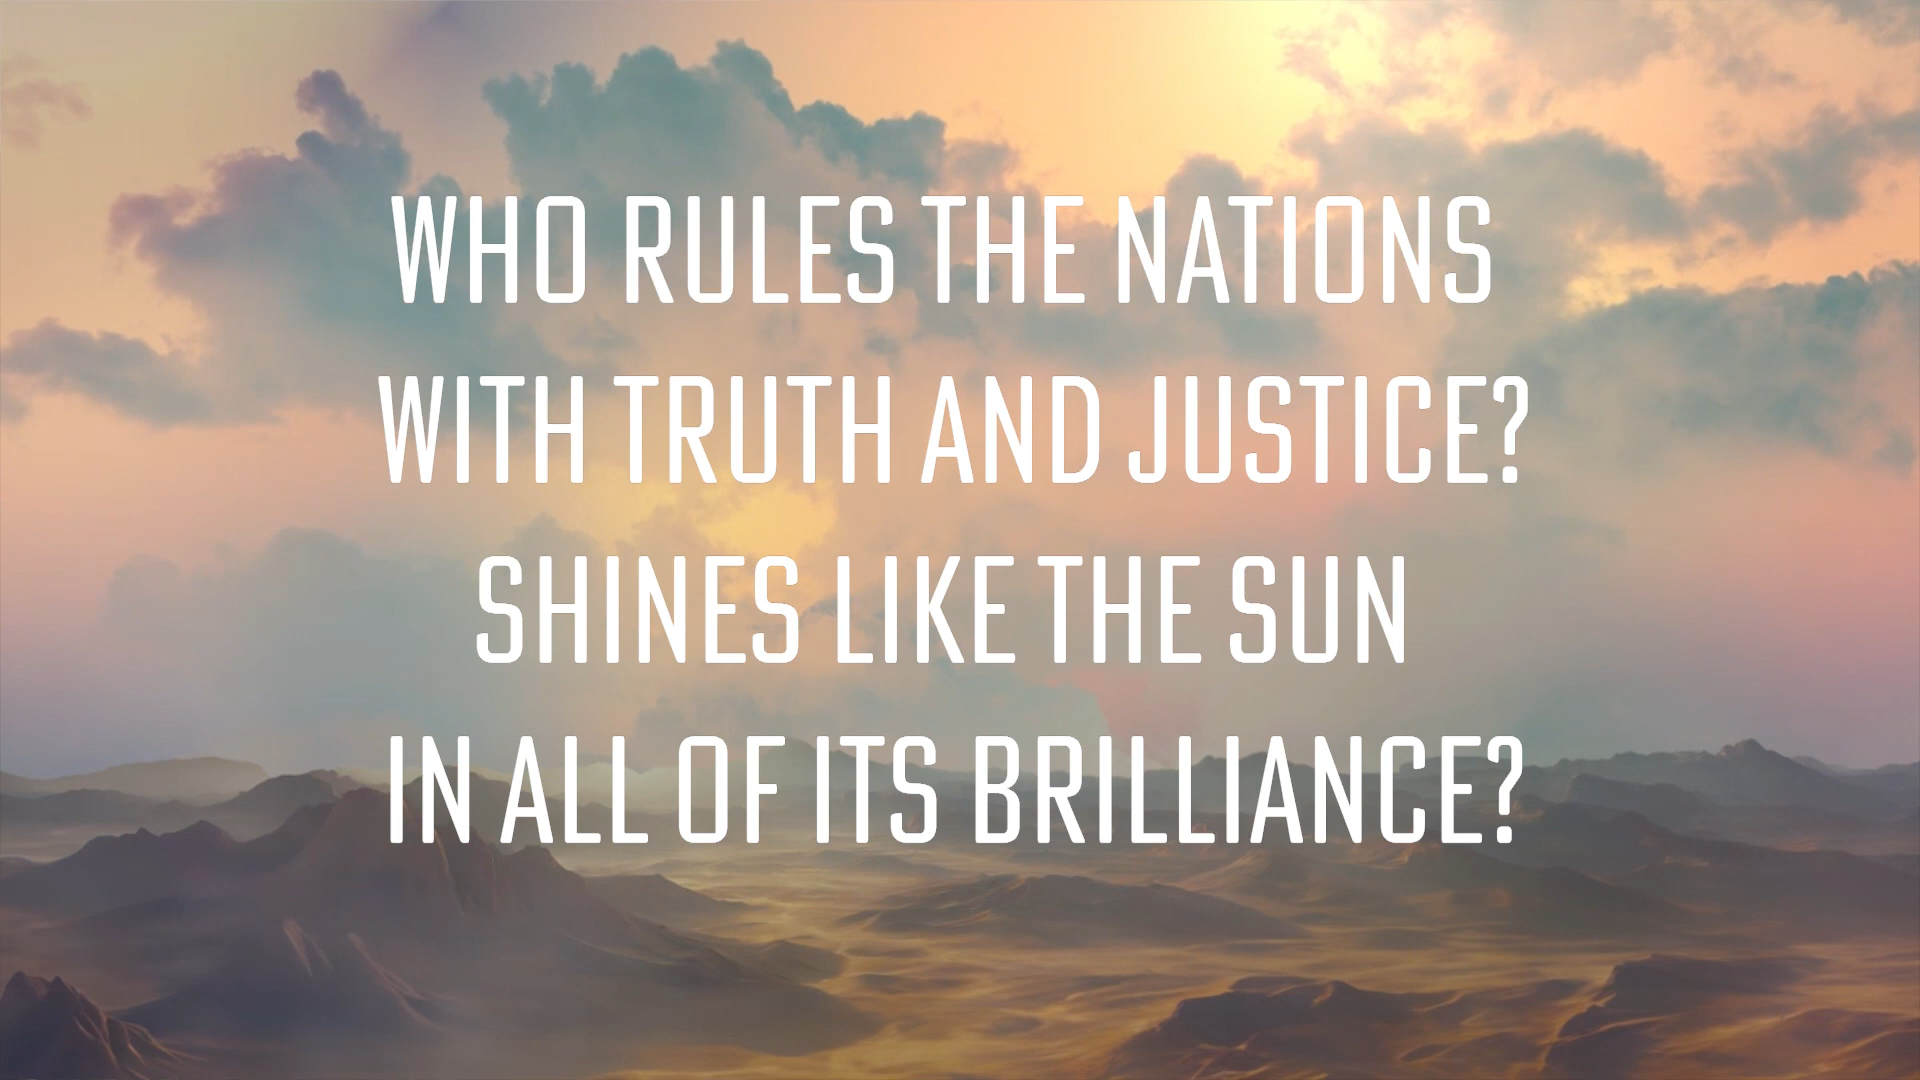 WHO RULES THE NATIONS
WITH TRUTH AND JUSTICE?
SHINES LIKE THE SUN
IN ALL OF ITS BRILLIANCE?